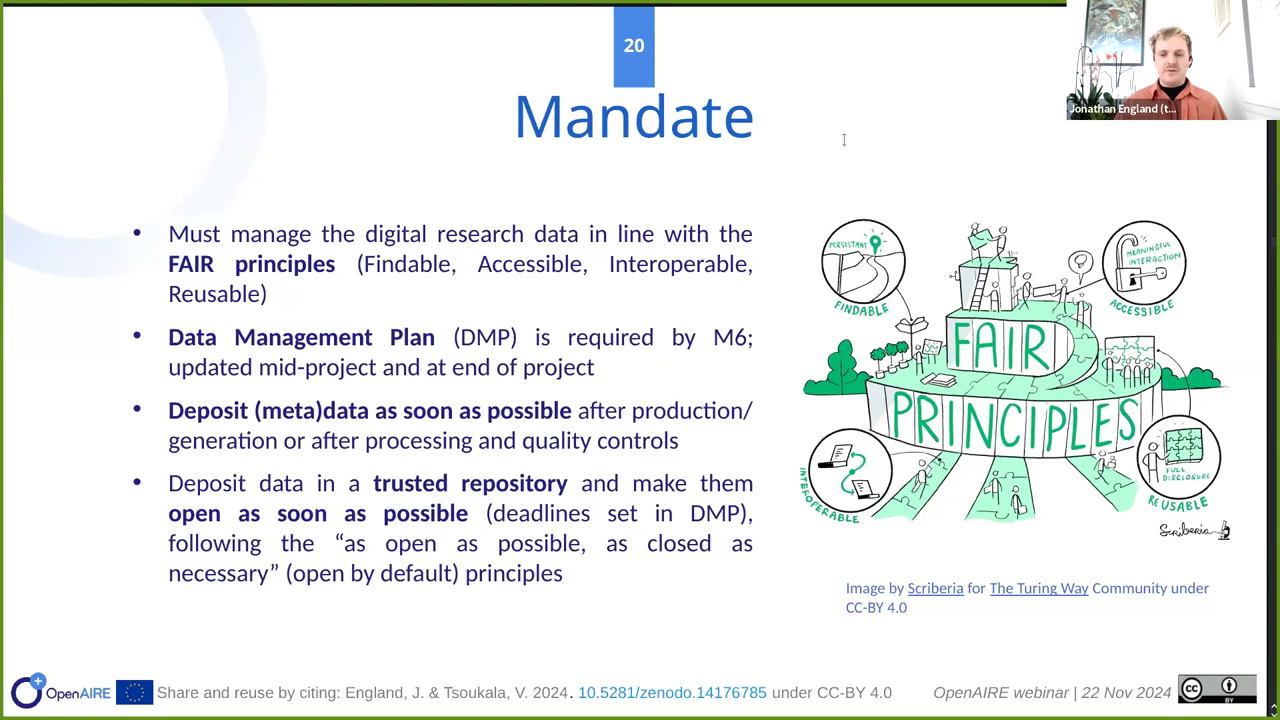 20
Jonathan England (t...
Mandate
• Must manage the digital research data in line with the
FAIR principles (Findable, Accessible, Interoperable,
Reusable)
• Data Management Plan (DMP) is required by M6;
updated mid-project and at end of project
• Deposit (meta)data as soon as possible after production/
generation or after processing and quality controls
• Deposit data in a trusted repository and make them
open as soon as possible (deadlines set in DMP),
following the “as open as possible, as closed as
necessary” (open by default) principles
PERSISTANT
FINDABLE
MEANINGFUL
INTERACTION
ACCESSIBLE
FAIR
PRINCIPLES
INTEROPERABLE
FULL
DISCLOSURE
REUSABLE
Scriberia
Image by Scriberia for The Turing Way Community under
CC-BY 4.0
OpenAIRE
Share and reuse by citing: England, J. & Tsoukala, V. 2024. 10.5281/zenodo.14176785 under CC-BY 4.0
OpenAIRE webinar | 22 Nov 2024
cc
BY